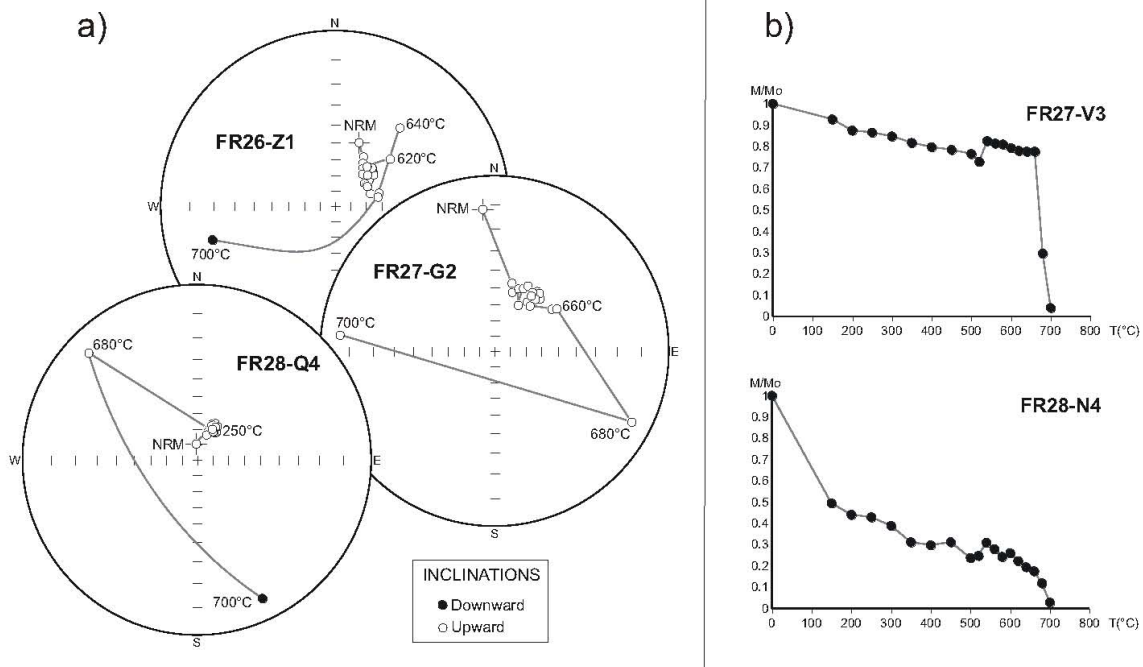 a)
N
FR26-Z1
NRM
640°C
620°C
W
700°C
N
NRM
FR27-G2
660°C
700°C
E
680°C
S
N
680°C
FR28-Q4
250°C
NRM
W
E
700°C
S
INCLINATIONS
Downward
Upward
b)
M/Mo
FR27-V3
1
0.9
0.8
0.7
0.6
0.5
0.4
0.3
0.2
0.1
0
0 100 200 300 400 500 600 700 800 T(°C)
M/Mo
FR28-N4
1
0.9
0.8
0.7
0.6
0.5
0.4
0.3
0.2
0.1
0
0 100 200 300 400 500 600 700 800 T(°C)